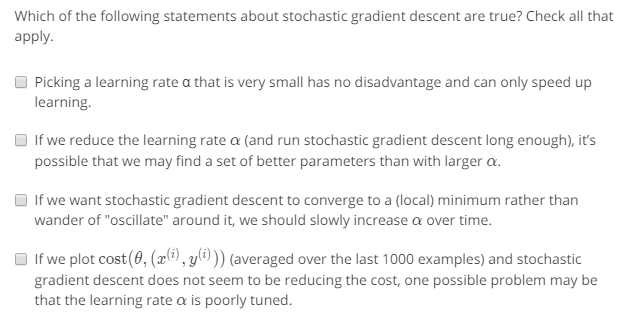 Which of the following statements about stochastic gradient descent are true? Check all that
apply.
Picking a learning rate α that is very small has no disadvantage and can only speed up
learning.
If we reduce the learning rate α (and run stochastic gradient descent long enough), it's
possible that we may find a set of better parameters than with larger α.
If we want stochastic gradient descent to converge to a (local) minimum rather than
wander of "oscillate" around it, we should slowly increase α over time.
If we plot cost(θ, (x⁽ⁱ⁾, y⁽ⁱ⁾)) (averaged over the last 1000 examples) and stochastic
gradient descent does not seem to be reducing the cost, one possible problem may be
that the learning rate α is poorly tuned.